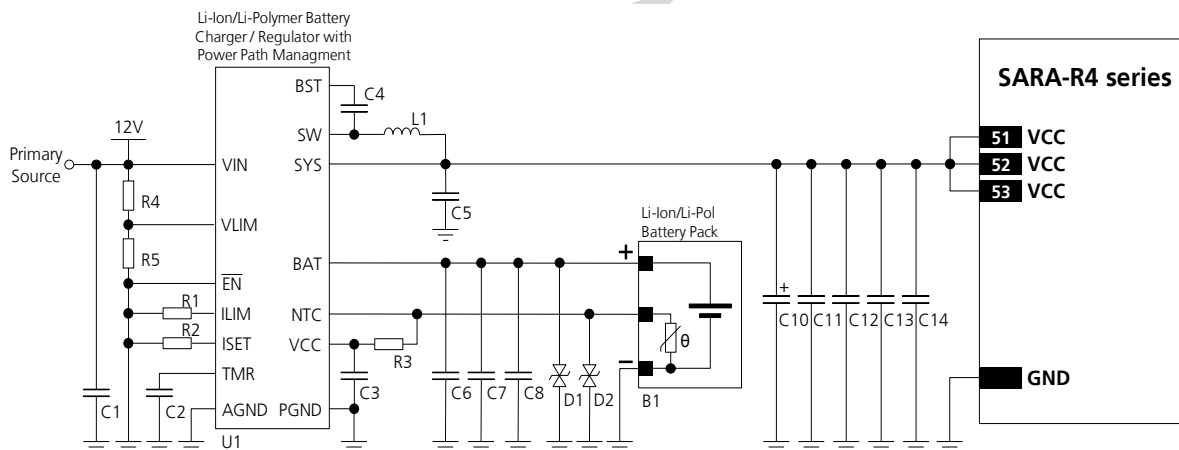 Li-Ion/Li-Polymer Battery
Charger / Regulator with
Power Path Managment
SARA-R4 series
BST
C4
L1
SW
12V
51 VCC
Primary
Source
VIN
SYS
52 VCC
53 VCC
R4
C5
VLIM
Li-Ion/Li-Pol
Battery Pack
R5
BAT
+
EN
R1
ILIM
NTC
+
R2
ISET
VCC
R3
θ
C10
C11
C12
C13
C14
TMR
−
GND
C1
C2
AGND
PGND
C3
C6
C7
C8
D1
D2
B1
U1